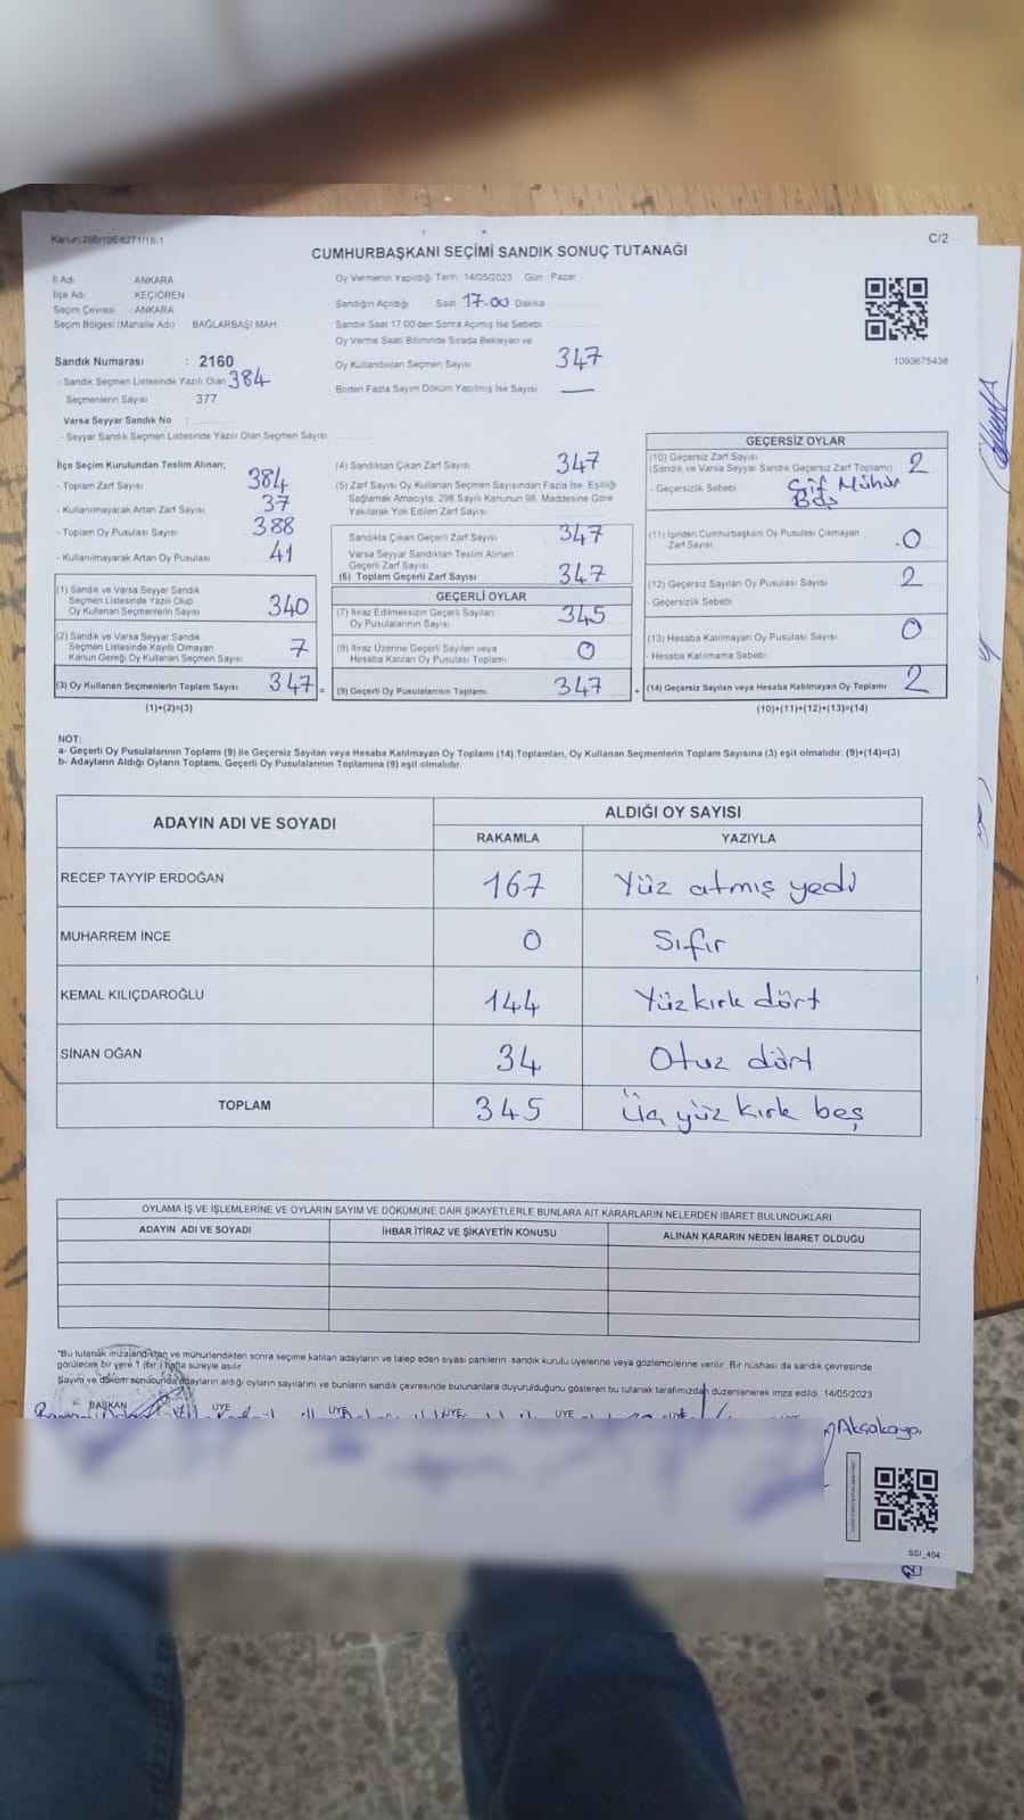 C/2
CUMHURBAŞKANI SEÇİMİ SANDIK SONUÇ TUTANAĞI
İl Adı ANKARA
İlçe Adı KEÇİÖREN
Seçim Çevresi : ANKARA
Seçim Bölgesi (Mahalle Adı) BAĞLARBAŞI MAH.
Sandık Numarası : 2160
- Sandık Seçmen Listesinde Yazılı Olan 384
Seçmenlerin Sayısı 377
Varsa Seyyar Sandık No
- Seyyar Sandık Seçmen Listesinde Yazılı Olan Seçmen Sayısı
Oy Vermenin Yapıldığı Tarih: 14/05/2023 Gün : Pazar
Sandığın Açıldığı Saat 17.00 Dakika
Sandık Saat 17.00'den Sonra Açılmış İse Sebebi
Oy Verme Saati Bitiminde Sırada Bekleyen ve
Oy Kullandırılan Seçmen Sayısı 347
Birden Fazla Sayım Döküm Yapılmış İse Sayısı —
1093675438
İlçe Seçim Kurulundan Teslim Alınan;
- Toplam Zarf Sayısı 384
- Kullanılmayarak Artan Zarf Sayısı 37
- Toplam Oy Pusulası Sayısı 388
- Kullanılmayarak Artan Oy Pusulası 41
(1) Sandık ve Varsa Seyyar Sandık
Seçmen Listesinde Yazılı Olup
Oy Kullanan Seçmenlerin Sayısı 340
(2) Sandık ve Varsa Seyyar Sandık
Seçmen Listesinde Kayıtlı Olmayan
Kanun Gereği Oy Kullanan Seçmen Sayısı 7
(3) Oy Kullanan Seçmenlerin Toplam Sayısı 347 =
(1)+(2)=(3)
(4) Sandıktan Çıkan Zarf Sayısı 347
(5) Zarf Sayısı Oy Kullanan Seçmen Sayısından Fazla İse, Eşitliği
Sağlamak Amacıyla, 298 Sayılı Kanunun 98. Maddesine Göre
Yakılarak Yok Edilen Zarf Sayısı
Sandıkta Çıkan Geçerli Zarf Sayısı 347
Varsa Seyyar Sandıktan Teslim Alınan
Geçerli Zarf Sayısı
(6) Toplam Geçerli Zarf Sayısı 347
GEÇERLİ OYLAR
(7) İtiraz Edilmeksizin Geçerli Sayılan
Oy Pusulalarının Sayısı 345
(8) İtiraz Üzerine Geçerli Sayılan veya
Hesaba Katılan Oy Pusulası Toplamı 0
(9) Geçerli Oy Pusulalarının Toplamı 347 +
GEÇERSİZ OYLAR
(10) Geçersiz Zarf Sayısı
(Sandık ve Varsa Seyyar Sandık Geçersiz Zarf Toplamı) 2
- Geçersizlik Sebebi Çif Mühür
Boş
(11) İçinden Cumhurbaşkanı Oy Pusulası Çıkmayan
Zarf Sayısı 0
(12) Geçersiz Sayılan Oy Pusulası Sayısı 2
- Geçersizlik Sebebi
(13) Hesaba Katılmayan Oy Pusulası Sayısı 0
- Hesaba Katılmama Sebebi
(14) Geçersiz Sayılan veya Hesaba Katılmayan Oy Toplamı 2
(10)+(11)+(12)+(13)=(14)
NOT:
a- Geçerli Oy Pusulalarının Toplamı (9) ile Geçersiz Sayılan veya Hesaba Katılmayan Oy Toplamı (14) Toplamları, Oy Kullanan Seçmenlerin Toplam Sayısına (3) eşit olmalıdır. (9)+(14)=(3)
b- Adayların Aldığı Oyların Toplamı, Geçerli Oy Pusulalarının Toplamına (9) eşit olmalıdır.
ADAYIN ADI VE SOYADI ALDIĞI OY SAYISI
RAKAMLA YAZIYLA
RECEP TAYYIP ERDOĞAN 167 Yüz atmış yedi
MUHARREM İNCE 0 Sıfır
KEMAL KILIÇDAROĞLU 144 Yüzkırk dört
SİNAN OĞAN 34 Otuz dört
TOPLAM 345 Üç yüz kırk beş
OYLAMA İŞ VE İŞLEMLERİNE VE OYLARIN SAYIM VE DÖKÜMÜNE DAİR ŞİKAYETLERLE BUNLARA AİT KARARLARIN NELERDEN İBARET BULUNDUKLARI
ADAYIN ADI VE SOYADI İHBAR İTİRAZ VE ŞİKAYETİN KONUSU ALINAN KARARIN NEDEN İBARET OLDUĞU
*Bu tutanak imzalandıktan ve mühürlendikten sonra seçime katılan adayların ve talep eden siyasi partilerin sandık kurulu üyelerine veya gözlemcilerine verilir. Bir nüshası da sandık çevresinde
görülecek bir yere 1 (bir) hafta süreyle asılır.
Sayım ve döküm sonucunda adayların aldığı oyların sayılarını ve bunların sandık çevresinde bulunanlara duyurulduğunu gösteren bu tutanak tarafımızdan düzenlenerek imza edildi. 14/05/2023
BAŞKAN ÜYE ÜYE ÜYE ÜYE
Akçakaya
SSI_404